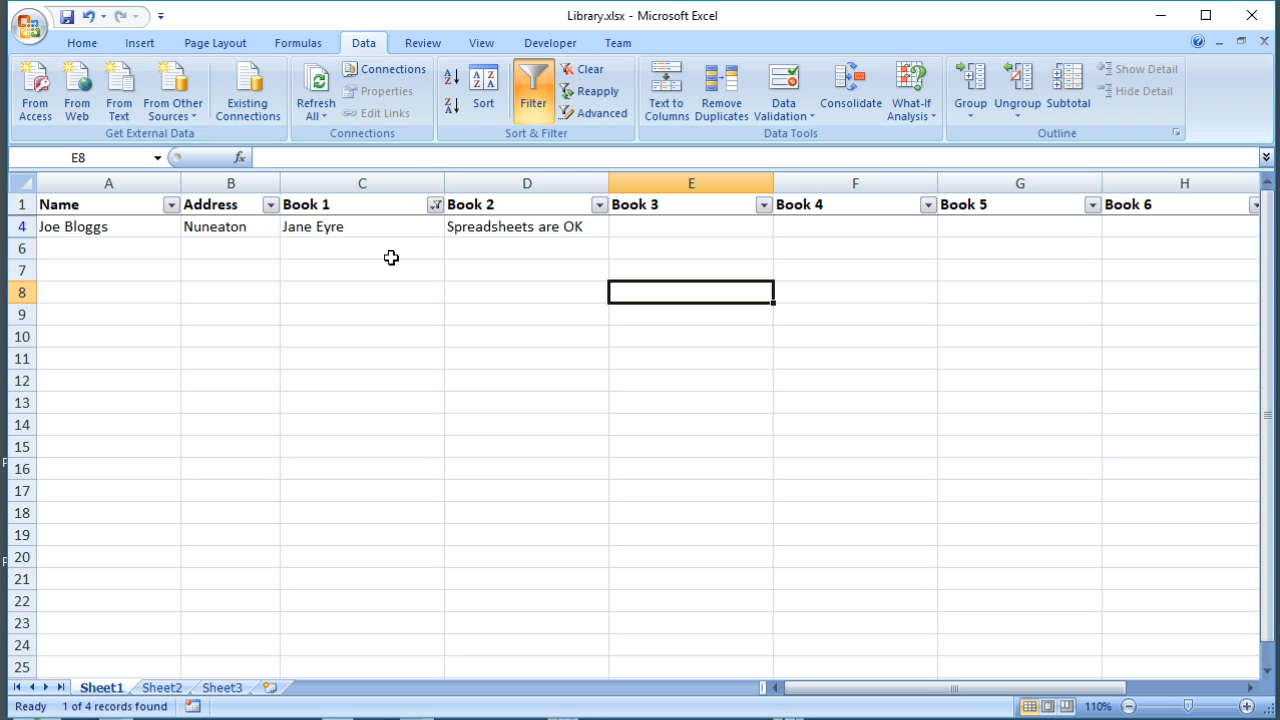 Library.xlsx - Microsoft Excel
Home Insert Page Layout Formulas Data Review View Developer Team
From Access
From Web
From Text
From Other Sources
Existing Connections
Get External Data
Refresh All
Connections
Properties
Edit Links
Connections
Sort
Filter
Clear
Reapply
Advanced
Sort & Filter
Text to Columns
Remove Duplicates
Data Validation
Consolidate
What-If Analysis
Data Tools
Group
Ungroup
Subtotal
Show Detail
Hide Detail
Outline
E8 fx
A B C D E F G H
1 Name Address Book 1 Book 2 Book 3 Book 4 Book 5 Book 6
4 Joe Bloggs Nuneaton Jane Eyre Spreadsheets are OK
6
7
8
9
10
11
12
13
14
15
16
17
18
19
20
21
22
23
24
25
Sheet1 Sheet2 Sheet3
Ready 1 of 4 records found 110%